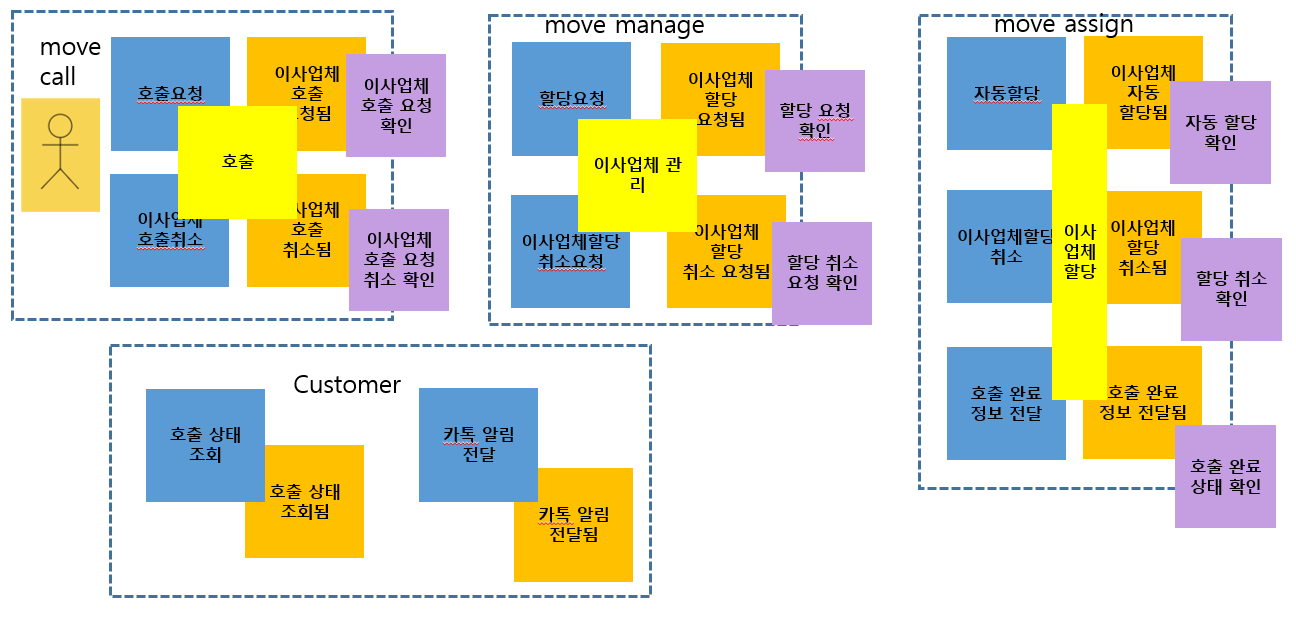 move
call
호출요청
이사업체
호출
청됨
이사업체
호출 요청
확인
호출
이사업체
호출취소
사업체
호출
취소됨
이사업체
호출 요청
취소 확인
move manage
할당요청
이사업체
할당
요청됨
할당 요청
확인
이사업체 관
리
이사업체할당
취소요청
이사업체
할당
취소 요청됨
할당 취소
요청 확인
move assign
자동할당
이사업체
자동
할당됨
자동 할당
확인
이사
업체
할당
이사업체할당
취소
이사업체
할당
취소됨
할당 취소
확인
호출 완료
정보 전달
호출 완료
정보 전달됨
호출 완료
상태 확인
Customer
호출 상태
조회
호출 상태
조회됨
카톡 알림
전달
카톡 알림
전달됨